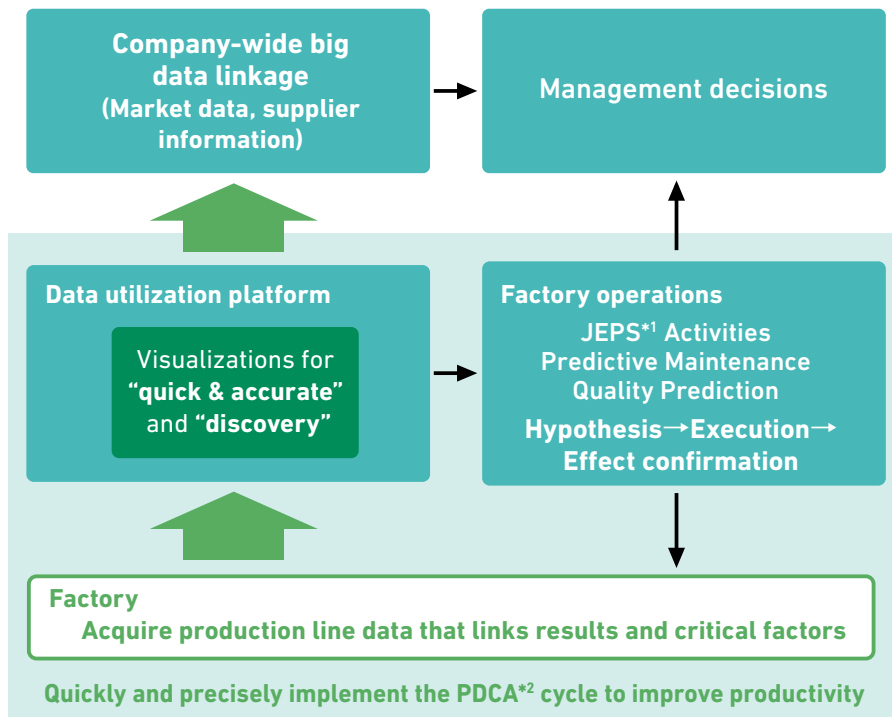 Company-wide big
data linkage
(Market data, supplier
information)
Management decisions
Data utilization platform
Visualizations for
“quick & accurate”
and “discovery”
Factory operations
JEPS*1 Activities
Predictive Maintenance
Quality Prediction
Hypothesis→Execution→
Effect confirmation
Factory
Acquire production line data that links results and critical factors
Quickly and precisely implement the PDCA*2 cycle to improve productivity